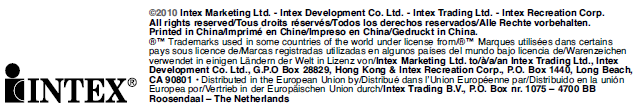 ©2010 Intex Marketing Ltd. - Intex Development Co. Ltd. - Intex Trading Ltd. - Intex Recreation Corp.
All rights reserved/Tous droits réservés/Todos los derechos reservados/Alle Rechte vorbehalten.
Printed in China/Imprimé en Chine/Impreso en China/Gedruckt in China.
®™ Trademarks used in some countries of the world under license from/®™ Marques utilisées dans certains
pays sous licence de/Marcas registradas utilizadas en algunos países del mundo bajo licencia de/Warenzeichen
verwendet in einigen Ländern der Welt in Lizenz von/Intex Marketing Ltd. to/à/a/an Intex Trading Ltd., Intex
Development Co. Ltd., G.P.O Box 28829, Hong Kong & Intex Recreation Corp., P.O. Box 1440, Long Beach,
CA 90801 • Distributed in the European Union by/Distribué dans l'Union Européenne par/Distribuido en la unión
Europea por/Vertrieb in der Europäischen Union durch/Intex Trading B.V., P.O. Box nr. 1075 – 4700 BB
Roosendaal – The Netherlands
INTEX®